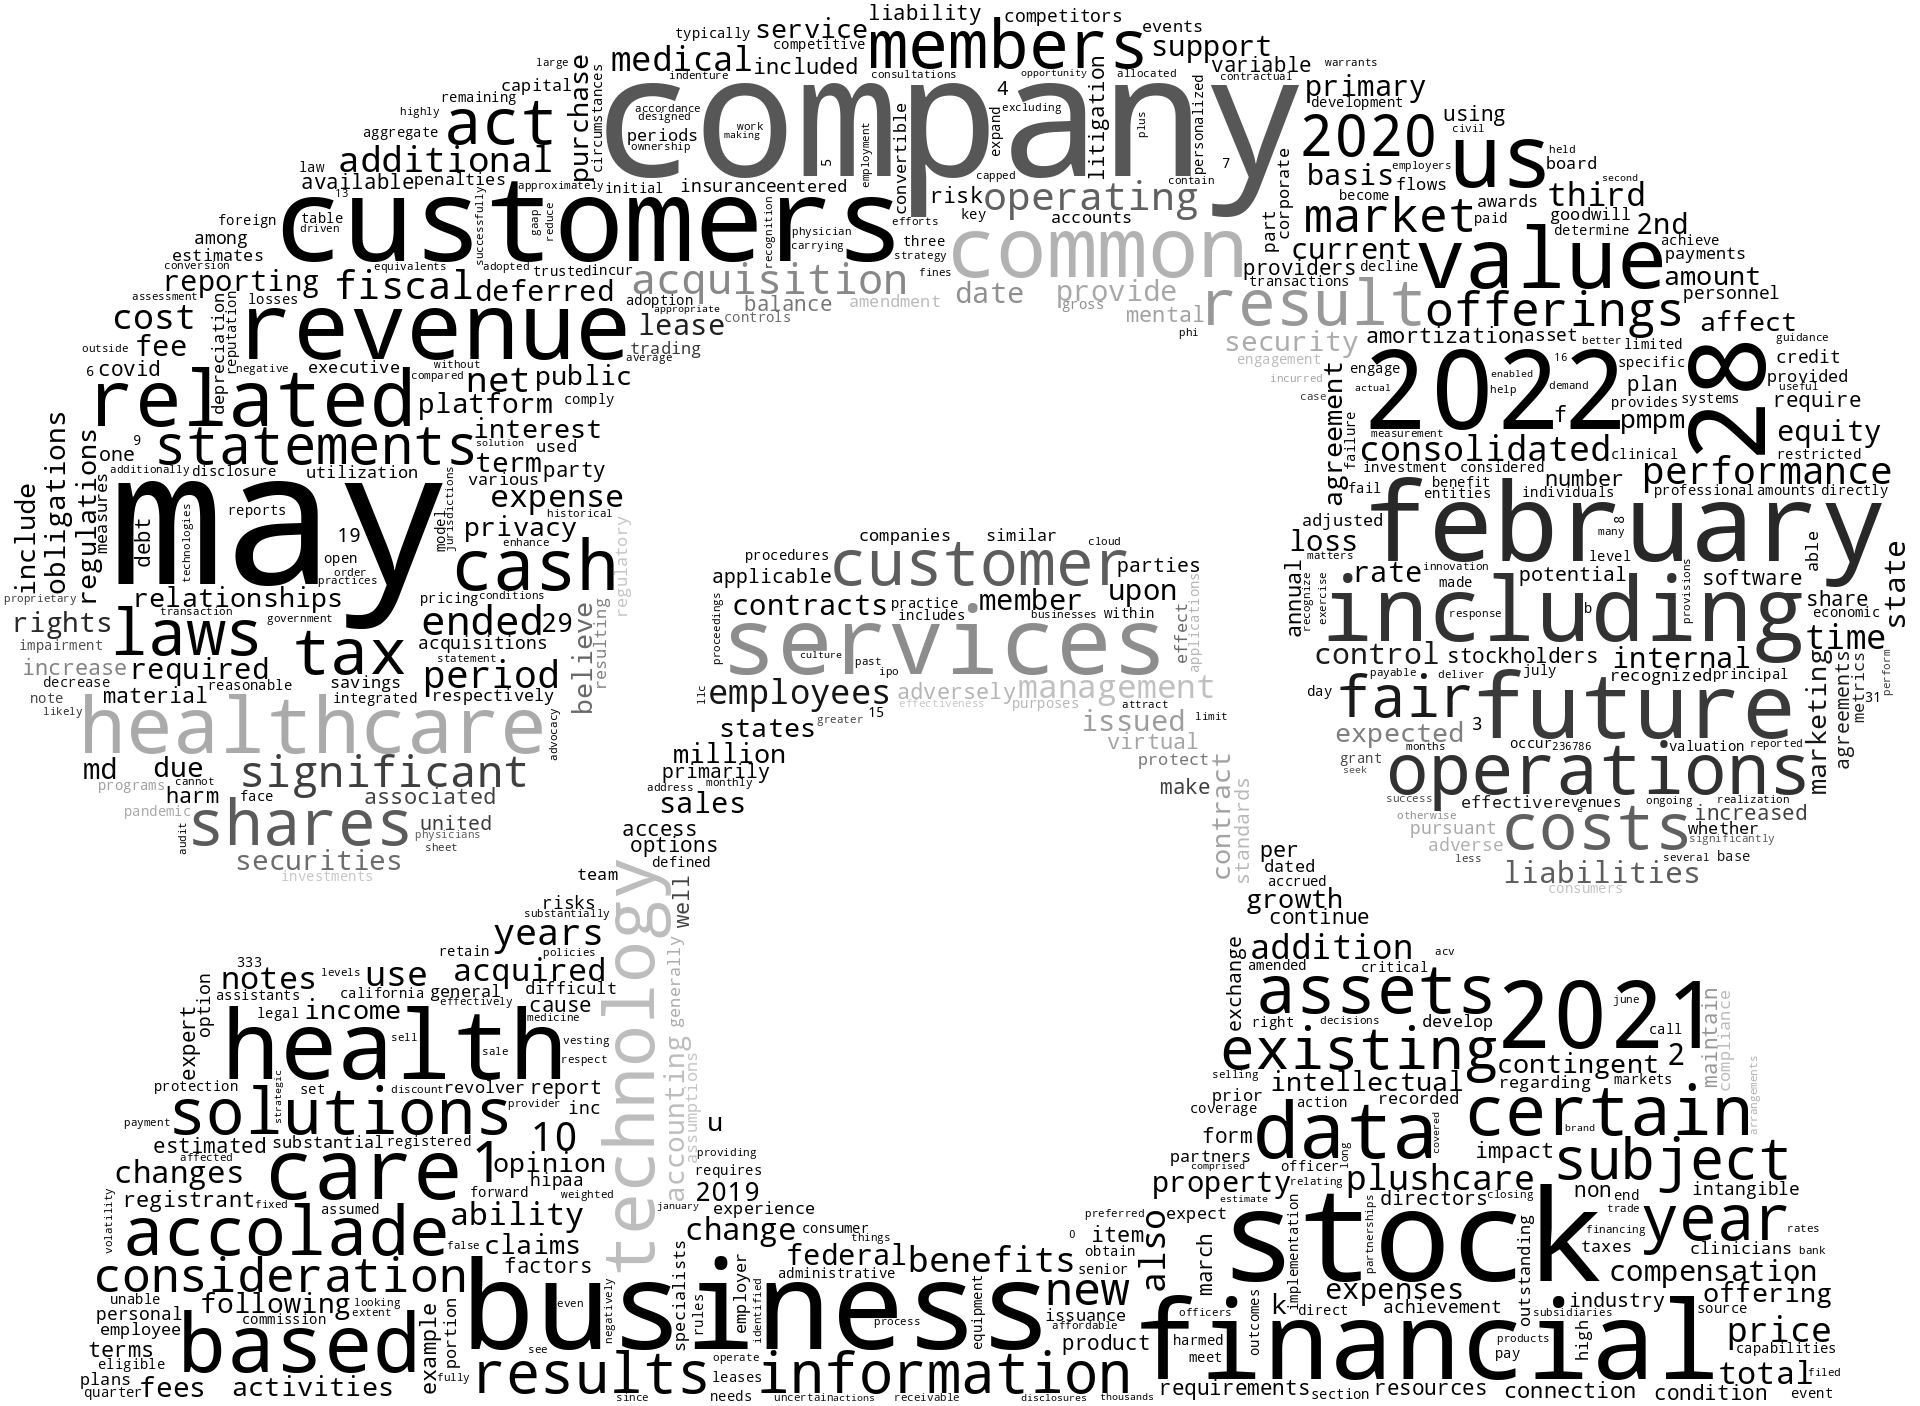 liability competitors
typically service competitive members events support
large medical included indenture consultations opportunity allocated variable contractual warrants
capital purchase circumstances company 4 litigation personalized primary
highly remaining act accordance designed convertible expand excluding plus development using
aggregate periods work making ownership 5 employment 7 2020 civil us held board
law additional capped contain corporate basis employers second
available penalties approximately initial insurance entered risk operating become flows awards third
13 foreign table driven customers successfully gaap reduce recognition physician carrying efforts key accounts part market paid goodwill determine 2nd
among estimates three strategy common current value achieve payments
conversion reporting equivalents adopted trusted incur acquisition fines providers decline transactions amount
assessment losses fiscal deferred adoption appropriate balance amendment date provide gross result offerings personnel
cost depreciation reputation revenue lease controls mental phi security amortization asset better limited affect guidance
outside fee average trading engagement 16 specific credit
6 covid negative executive without compared net public incurred engage 2022 enabled help demand plan 28 provided useful
related platform comply case actual f provides systems require
9 statements interest solution used agreement failure measurement pmpm equity
obligations regulations one additionally disclosure utilization term party various consolidated clinical restricted
include measures may reports expense historical investment considered number performance
debt technologies 19 model jurisdictions privacy fail benefit entities individuals professional amounts directly
open order practices enhance cash regulatory companies similar cloud adjusted loss february many 8 able state
proprietary relationships pricing conditions procedures applicable customer parties matters level
transaction government rate innovation made potential software
rights laws tax ended 29 contracts practice includes member upon businesses within annual recognize exercise including response b provisions share economic
impairment acquisitions believe resulting proceedings services effect applications time
increase required statement period culture past ipo control stockholders internal
decrease savings payable deliver july recognized principal
note material reasonable integrated respectively llc employees adversely management day marketing agreements metrics 31 perform
likely healthcare advocacy effectiveness purposes attract fair future
states greater 15 issued limit expected 3
md due significant million virtual months occur 236786 valuation reported
programs cannot primarily monthly protect grant seek operations
pandemic harm face associated address sales make contract standards success effective revenues ongoing realization increased
audit shares united physicians sheet access options otherwise pursuant costs whether
securities defined per adverse significantly
investments team technology well dated accrued less liabilities several base
risks growth consumers
substantially continue
years exchange addition acv
333 retain policies amended critical
notes levels use acquired accounting generally assets 2021 june maintain compliance
option assistants california general effectively difficult
expert legal income cause medicine right decisions develop call
health sell sale vesting respect existing contingent 2
protection strategic set discount revolver report assumptions selling intellectual regarding markets arrangements
payment solutions provider inc u prior coverage action recorded certain brand
estimated substantial registered 10 providing form data covered impact
changes affected care 1 opinion requires partners comprised officer long subject
registrant fixed hipaa forward weighted 2019 property relating plushcare
volatility accolade assumed ability january experience estimate directors closing non end intangible
false claims change consumer things preferred expect stock trade year
factors federal benefits 0 item also march implementation partnerships outstanding financing taxes rates
consideration specialists employer administrative senior obtain clinicians bank
unable following looking extent business negatively even new expenses compensation
personal commission example portion rules identified process equipment issuance affordable outcomes k direct achievement subsidiaries industry offering source
employee based see product officers financial price
terms harmed meet products pay high capabilities
eligible plans fully results operate information total
quarter fees activities since leases needs uncertain actions receivable disclosures thousands requirements section resources connection condition filed event